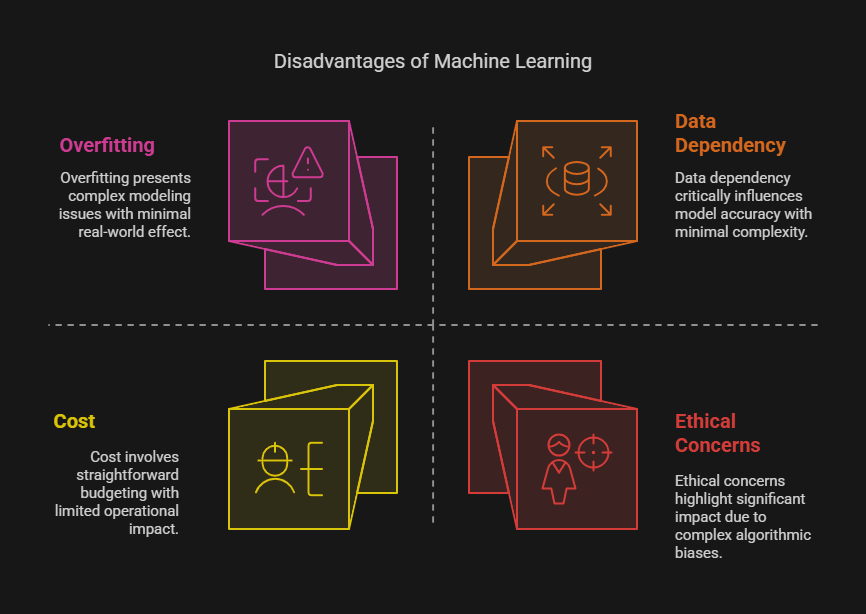 Disadvantages of Machine Learning
Overfitting
Overfitting presents
complex modeling
issues with minimal
real-world effect.
Data
Dependency
Data dependency
critically influences
model accuracy with
minimal complexity.
Cost
Cost involves
straightforward
budgeting with
limited operational
impact.
Ethical
Concerns
Ethical concerns
highlight significant
impact due to
complex algorithmic
biases.